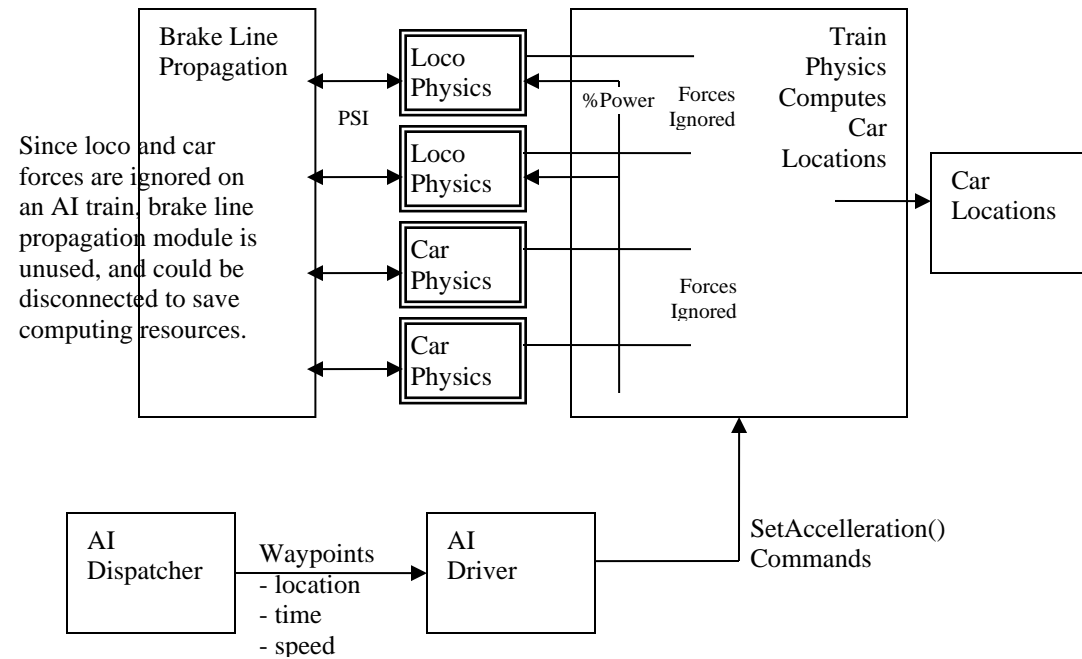 Brake Line
Propagation
Since loco and car
forces are ignored on
an AI train, brake line
propagation module is
unused, and could be
disconnected to save
computing resources.
PSI
Loco
Physics
Loco
Physics
Car
Physics
Car
Physics
%Power
Forces
Ignored
Forces
Ignored
Train
Physics
Computes
Car
Locations
Car
Locations
AI
Dispatcher
Waypoints
- location
- time
- speed
AI
Driver
SetAccelleration()
Commands